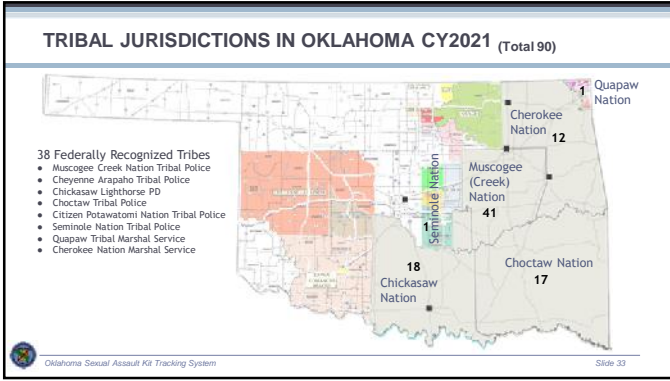 TRIBAL JURISDICTIONS IN OKLAHOMA CY2021 (Total 90)
38 Federally Recognized Tribes
● Muscogee Creek Nation Tribal Police
● Cheyenne Arapaho Tribal Police
● Chickasaw Lighthorse PD
● Choctaw Tribal Police
● Citizen Potawatomi Nation Tribal Police
● Seminole Nation Tribal Police
● Quapaw Tribal Marshal Service
● Cherokee Nation Marshal Service
1
Quapaw
Nation
Cherokee
Nation
12
Muscogee
(Creek)
Nation
41
Seminole Nation
1
18
Chickasaw
Nation
Choctaw Nation
17
Oklahoma Sexual Assault Kit Tracking System
Slide 33